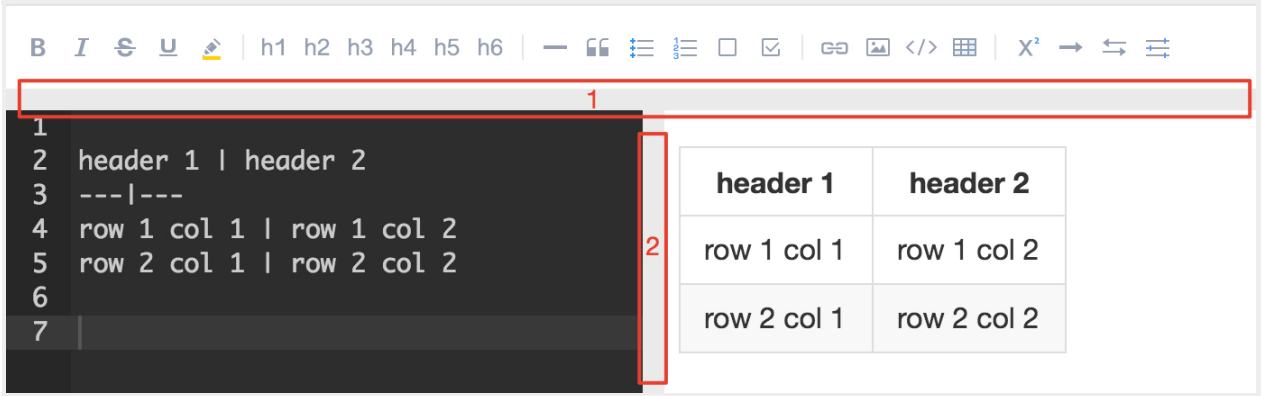 B I S U h1 h2 h3 h4 h5 h6 X²
1
1
2 header 1 | header 2
3 ---|---
4 row 1 col 1 | row 1 col 2
5 row 2 col 1 | row 2 col 2
6
7
2
header 1 header 2
row 1 col 1 row 1 col 2
row 2 col 1 row 2 col 2